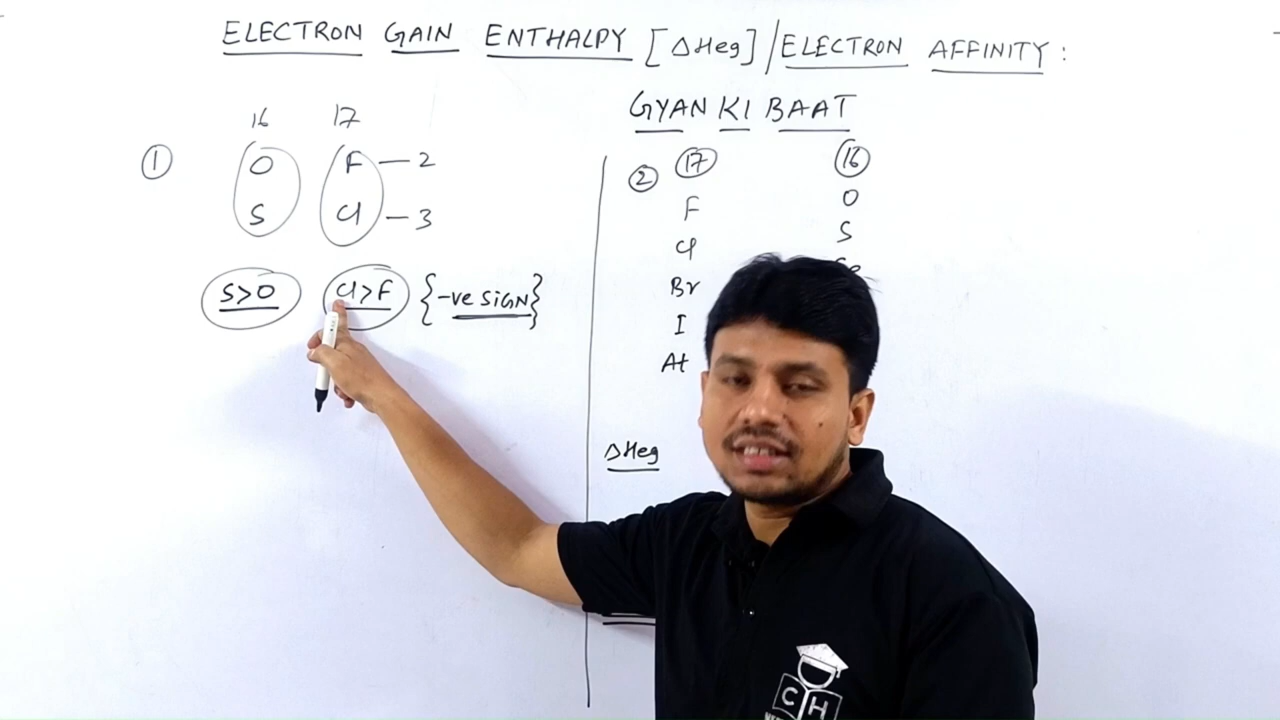 ELECTRON GAIN ENTHALPY [ΔHeg]/ELECTRON AFFINITY:
GYAN KI BAAT
16 17
① O F — 2
S Cl — 3
S>O Cl>F {-ve SIGN}
② 17 16
F O
Cl S
Br
I
At
ΔHeg
C H